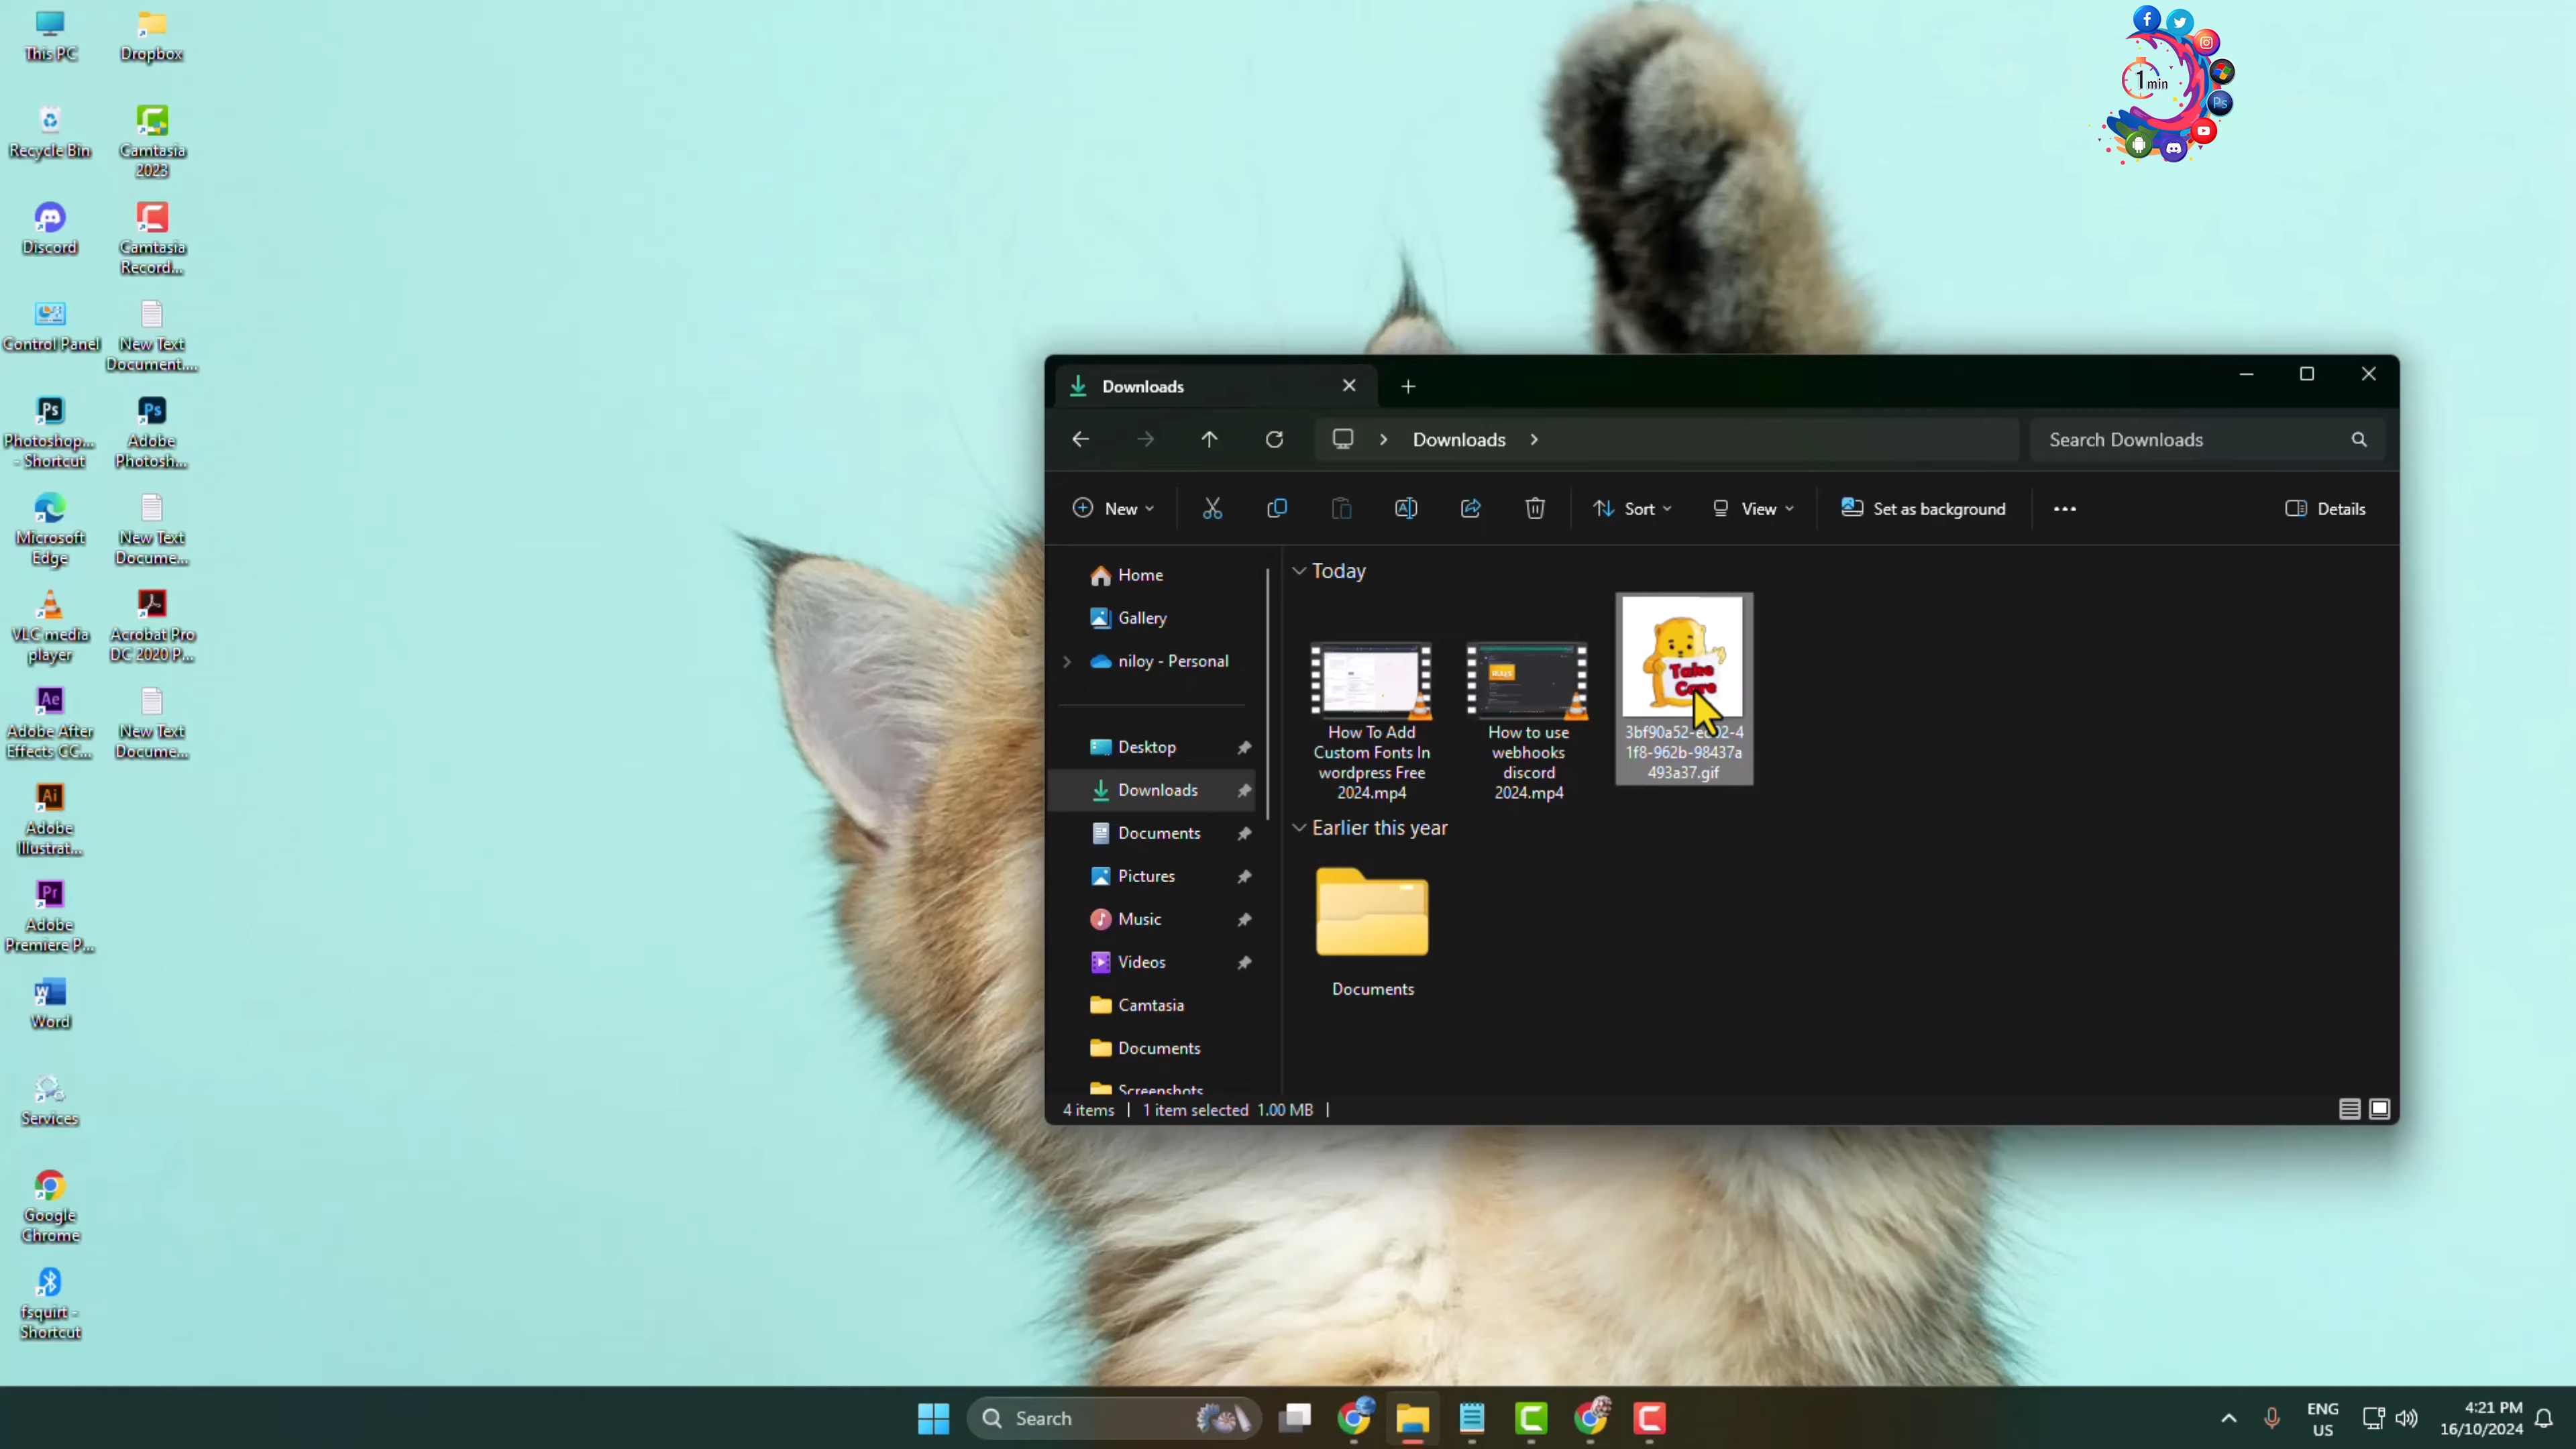 This PC
Dropbox
Recycle Bin
Camtasia
2023
Discord
Camtasia
Record...
Control Panel
New Text
Document....
Photoshop...
- Shortcut
Adobe
Photosh...
Microsoft
Edge
New Text
Docume...
VLC media
player
Acrobat Pro
DC 2020 P...
Adobe After
Effects CC...
New Text
Docume...
Adobe
Illustrat...
Adobe
Premiere P...
Word
Services
Google
Chrome
fsquirt -
Shortcut
1 min
Ps
Downloads
Downloads
Search Downloads
New
Sort
View
Set as background
Details
Home
Gallery
niloy - Personal
Desktop
Downloads
Documents
Pictures
Music
Videos
Camtasia
Documents
Screenshots
Today
How To Add
Custom Fonts In
wordpress Free
2024.mp4
How to use
webhooks
discord
2024.mp4
Take
Care
1f8-962b-98437a
493a37.gif
Earlier this year
Documents
4 items
1 item selected 1.00 MB
Search
ENG
US
4:21 PM
16/10/2024